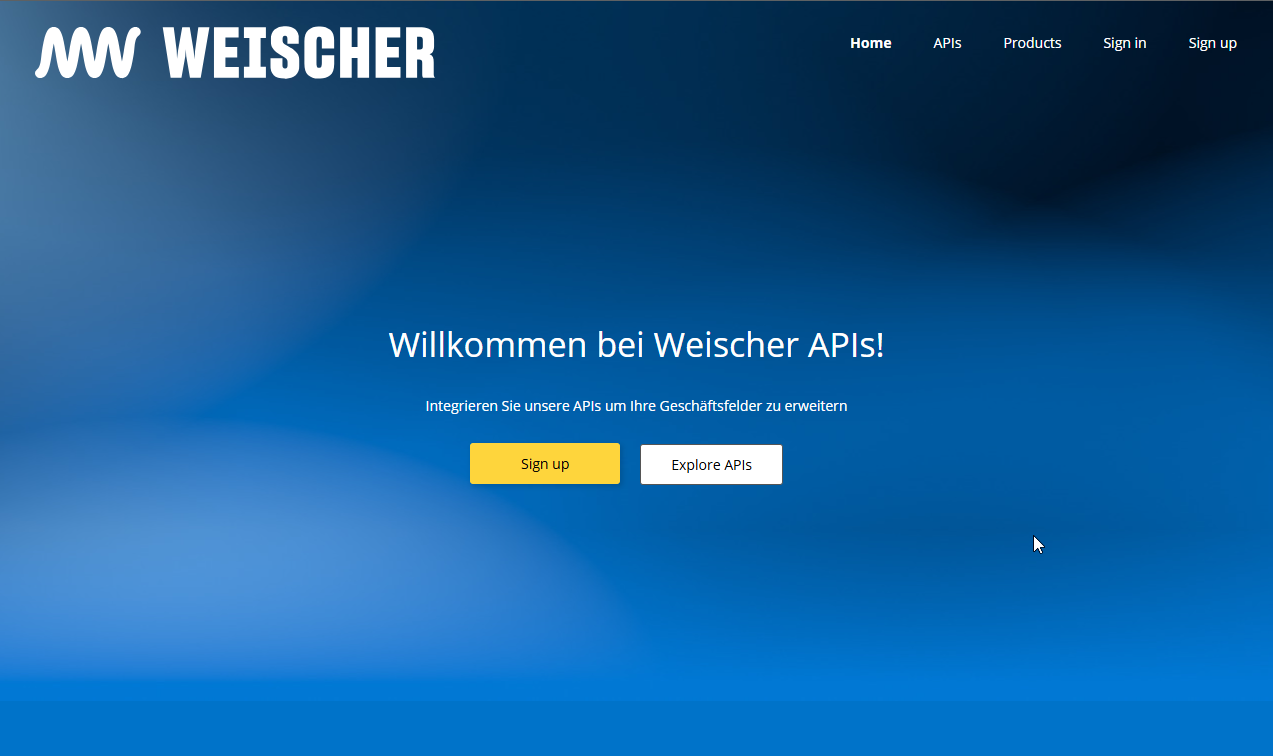 WEISCHER
Home APIs Products Sign in Sign up
Willkommen bei Weischer APIs!
Integrieren Sie unsere APIs um Ihre Geschäftsfelder zu erweitern
Sign up Explore APIs